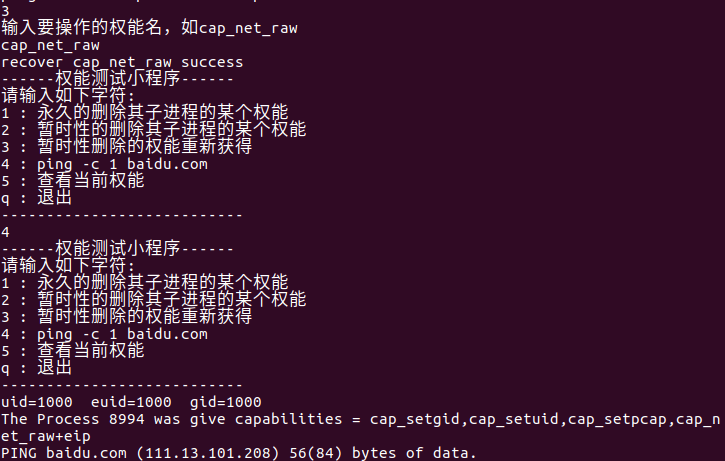 3
输入要操作的权能名，如cap_net_raw
cap_net_raw
recover cap_net_raw success
------权能测试小程序------
请输入如下字符:
1 : 永久的删除其子进程的某个权能
2 : 暂时性的删除其子进程的某个权能
3 : 暂时性删除的权能重新获得
4 : ping -c 1 baidu.com
5 : 查看当前权能
q : 退出
---------------------------
4
------权能测试小程序------
请输入如下字符:
1 : 永久的删除其子进程的某个权能
2 : 暂时性的删除其子进程的某个权能
3 : 暂时性删除的权能重新获得
4 : ping -c 1 baidu.com
5 : 查看当前权能
q : 退出
---------------------------
uid=1000  euid=1000  gid=1000
The Process 8994 was give capabilities = cap_setgid,cap_setuid,cap_setpcap,cap_n
et_raw+eip
PING baidu.com (111.13.101.208) 56(84) bytes of data.